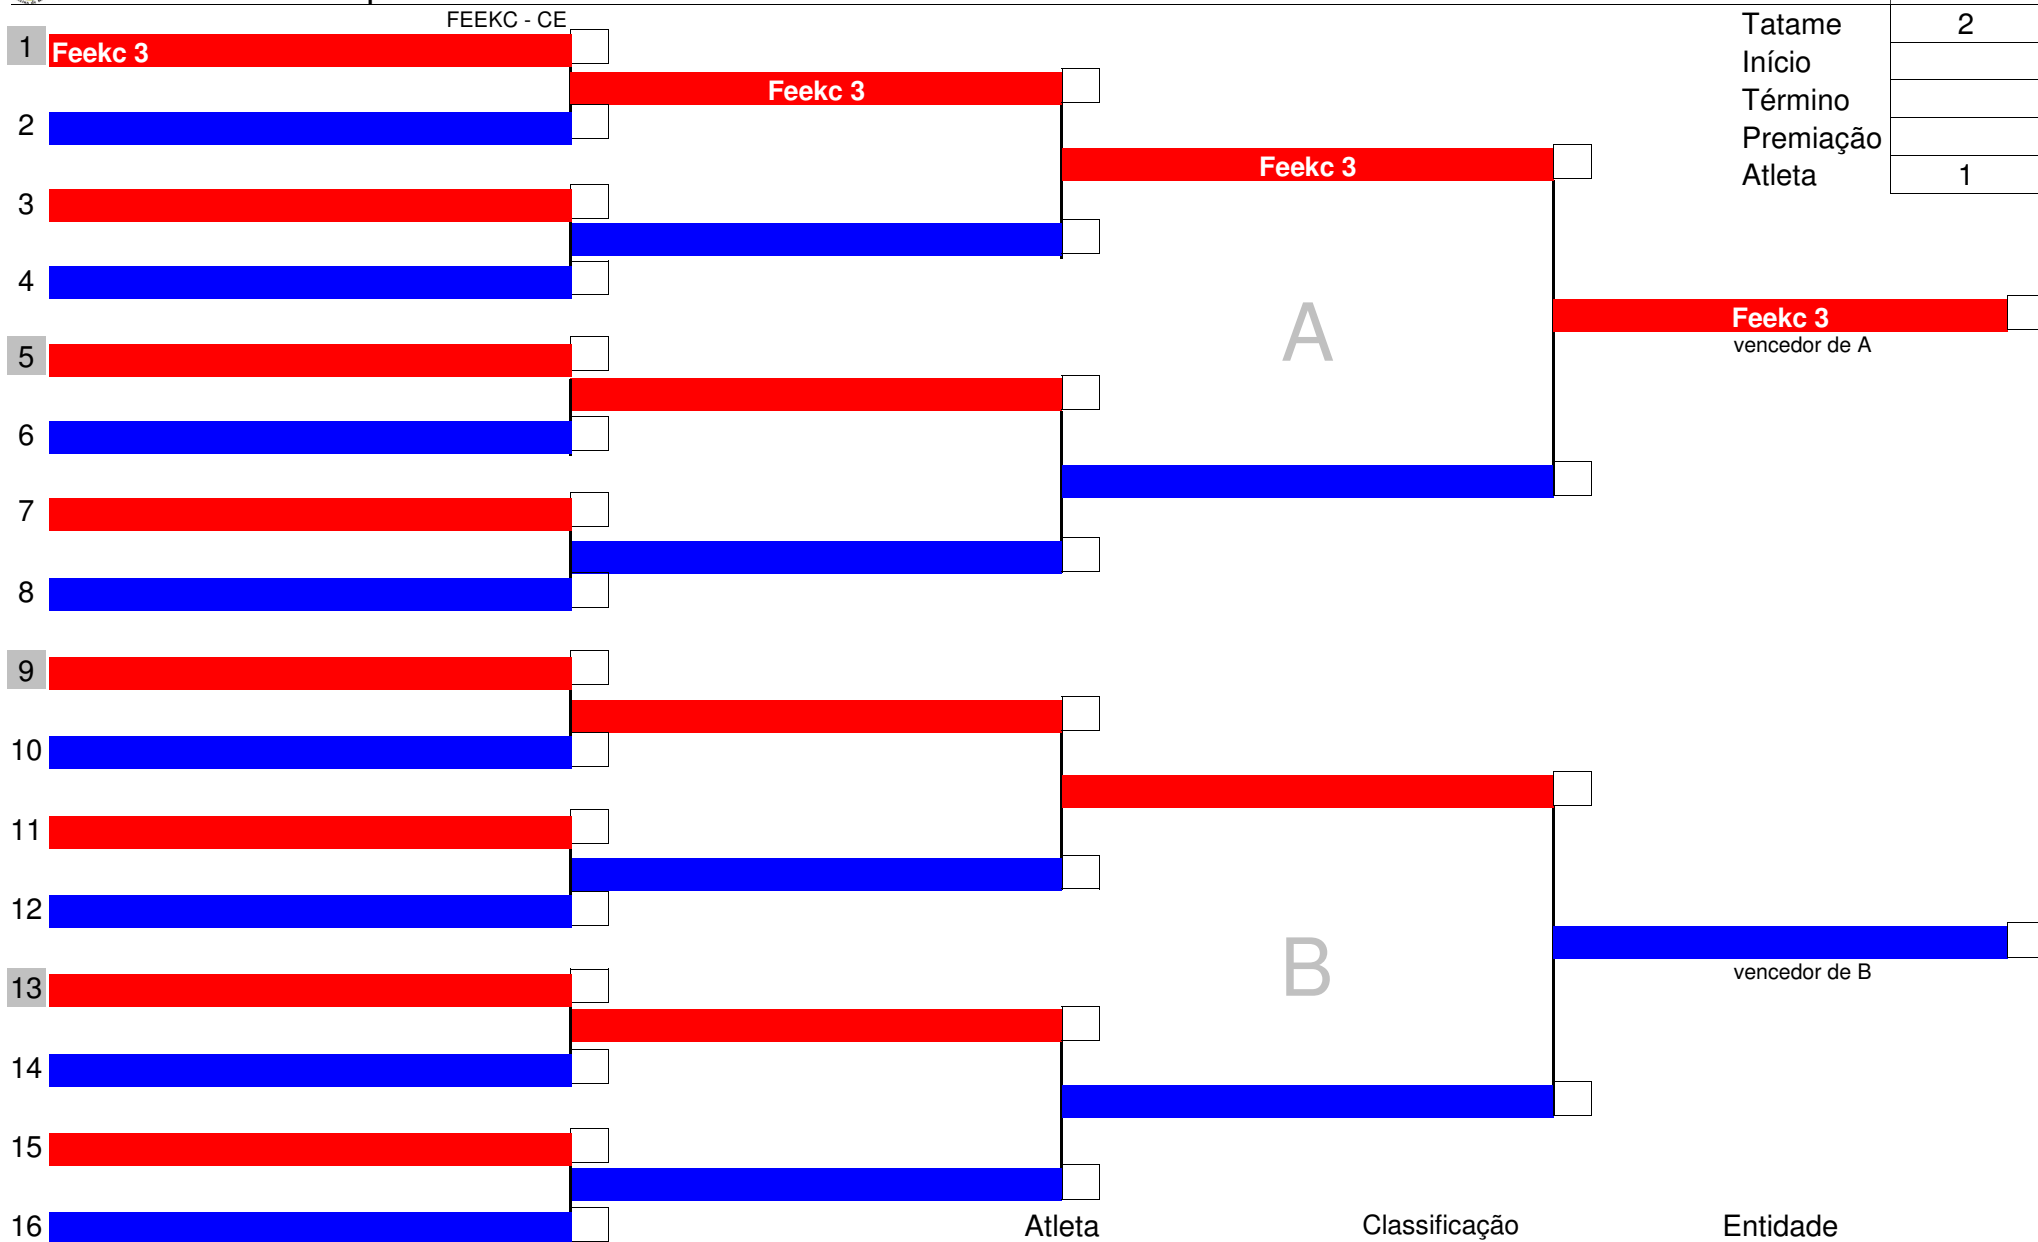 FEEKC - CE
Tatame 2
1 Feekc 3
Feekc 3
Início
Término
2
Premiação
Feekc 3
Atleta 1
3
4
Feekc 3
A
vencedor de A
5
6
7
8
9
10
11
12
B
vencedor de B
13
14
15
16
Atleta Classificação Entidade